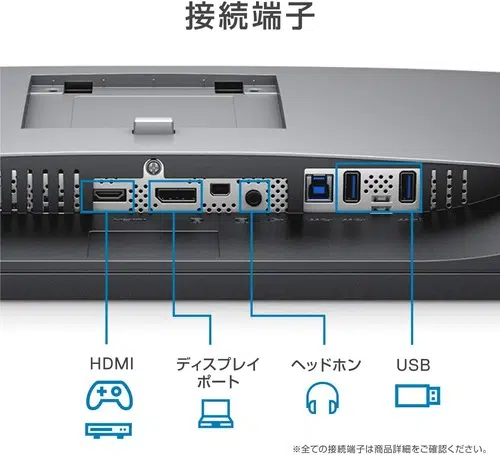 接続端子
HDMI
ディスプレイ
ポート
ヘッドホン
USB
※全ての接続端子は商品詳細をご確認ください。